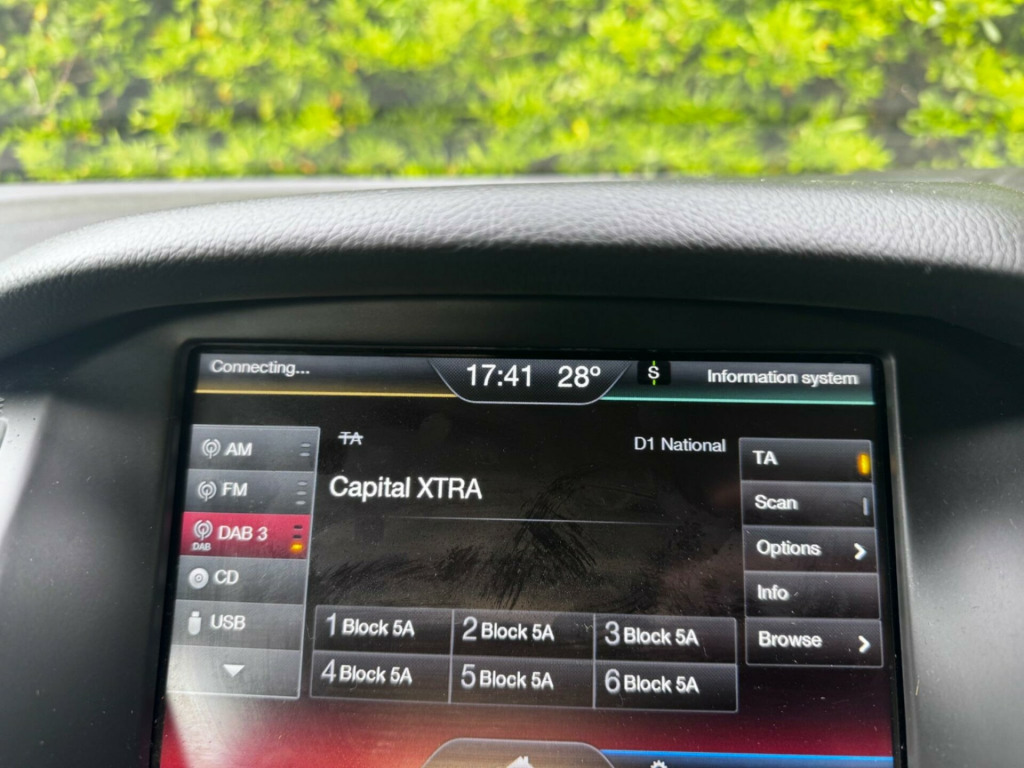 Connecting...
17:41 28°
S
Information system
AM
FM
DAB
DAB 3
CD
USB
TA
D1 National
Capital XTRA
1 Block 5A
2 Block 5A
3 Block 5A
4 Block 5A
5 Block 5A
6 Block 5A
TA
Scan
Options
Info
Browse